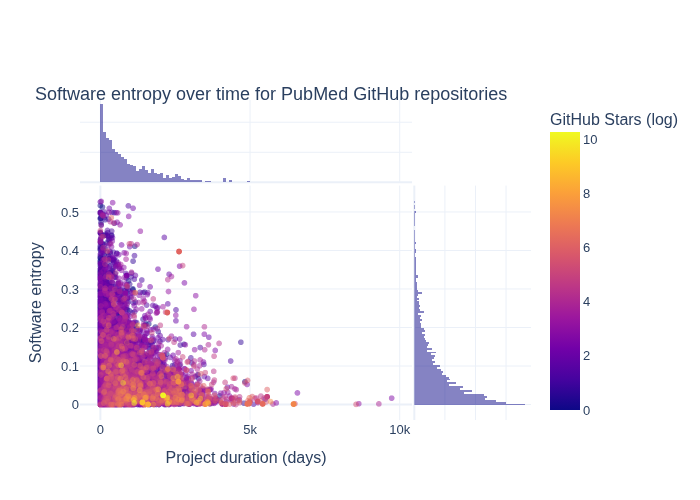 Software entropy over time for PubMed GitHub repositories
GitHub Stars (log)
10
8
6
4
2
0
Software entropy
0.5
0.4
0.3
0.2
0.1
0
0
5k
10k
Project duration (days)